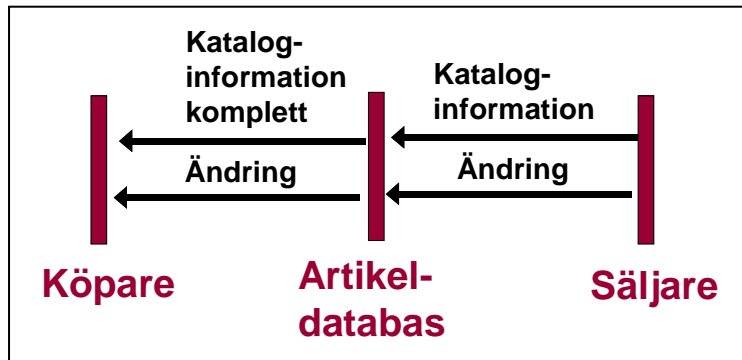 Katalog-
information
komplett
Katalog-
information
Ändring
Ändring
Köpare
Artikel-
databas
Säljare